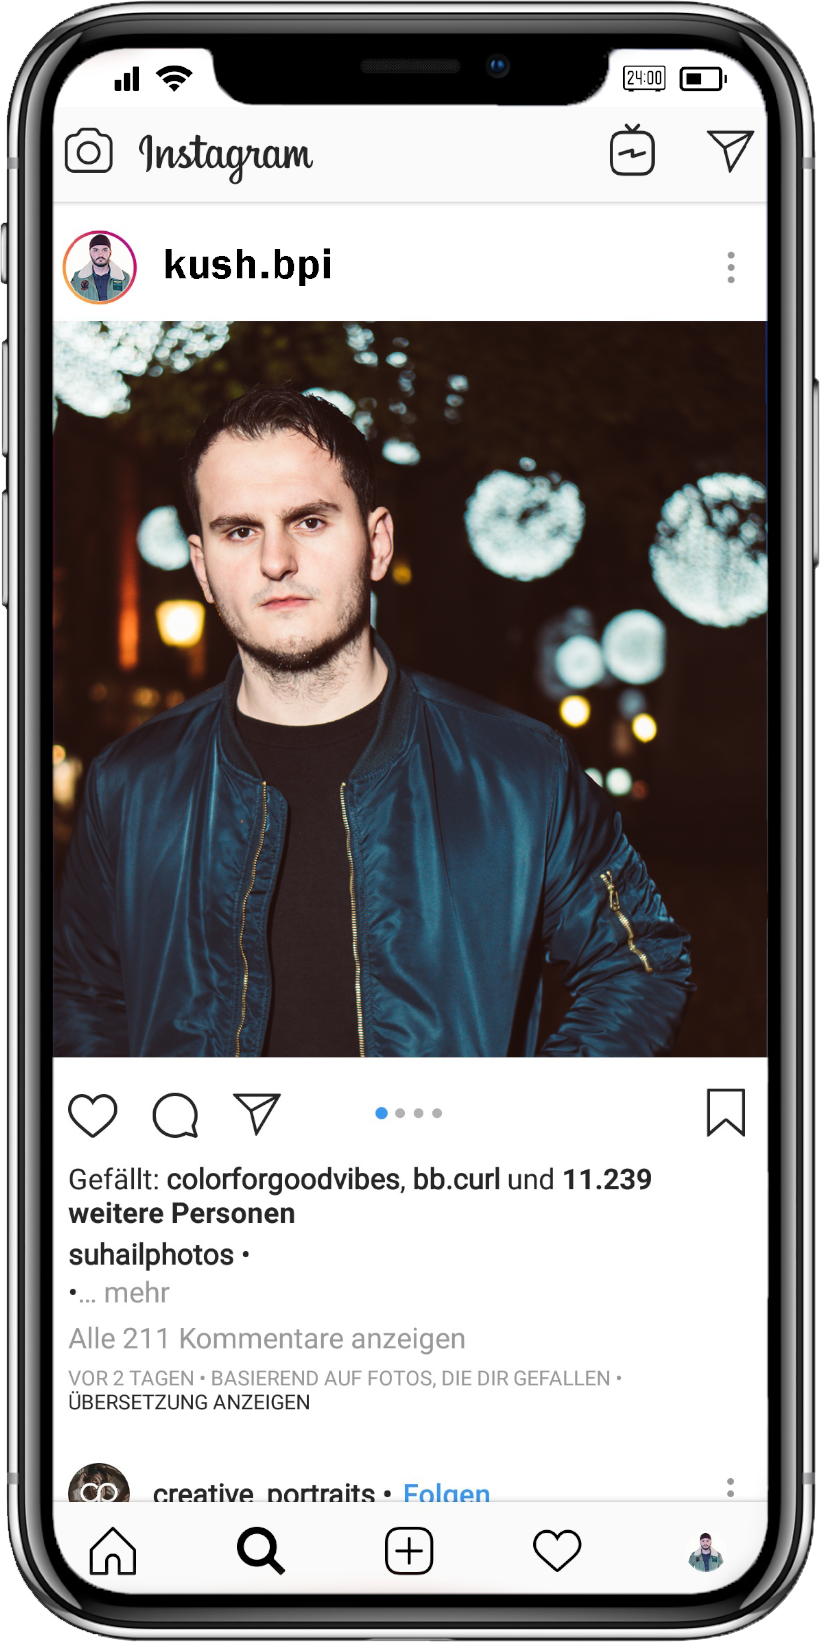 24:00
Instagram
kush.bpi
Gefällt: colorforgoodvibes, bb.curl und 11.239
weitere Personen
suhailphotos •
•... mehr
Alle 211 Kommentare anzeigen
VOR 2 TAGEN • BASIEREND AUF FOTOS, DIE DIR GEFALLEN •
ÜBERSETZUNG ANZEIGEN
cp
creative_portraits • Folgen